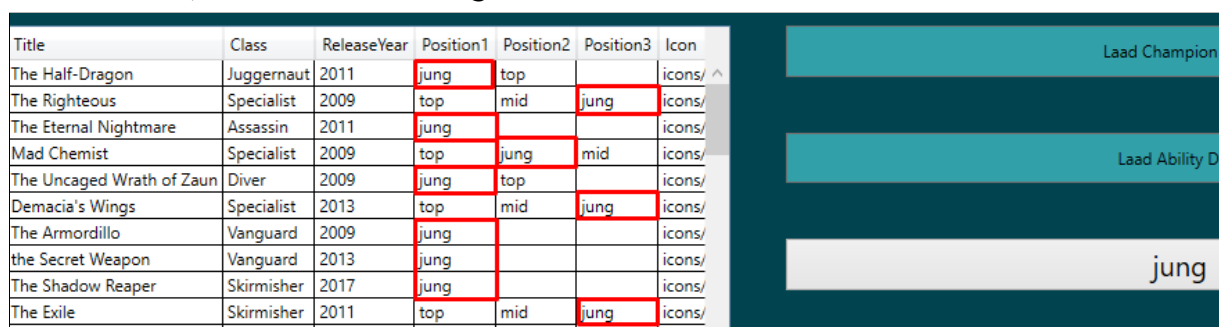 Title Class ReleaseYear Position1 Position2 Position3 Icon
The Half-Dragon Juggernaut 2011 jung top icons/
The Righteous Specialist 2009 top mid jung icons/
The Eternal Nightmare Assassin 2011 jung icons/
Mad Chemist Specialist 2009 top jung mid icons/
The Uncaged Wrath of Zaun Diver 2009 jung top icons/
Demacia's Wings Specialist 2013 top mid jung icons/
The Armordillo Vanguard 2009 jung icons/
the Secret Weapon Vanguard 2013 jung icons/
The Shadow Reaper Skirmisher 2017 jung icons/
The Exile Skirmisher 2011 top mid jung icons/
Laad Champion
Laad Ability D
jung